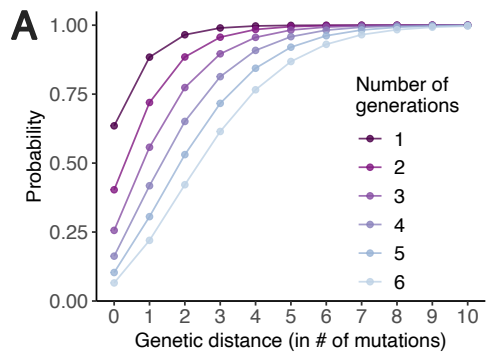 A
1.00
0.75
0.50
0.25
0.00
Probability
0 1 2 3 4 5 6 7 8 9 10
Genetic distance (in # of mutations)
Number of
generations
1
2
3
4
5
6